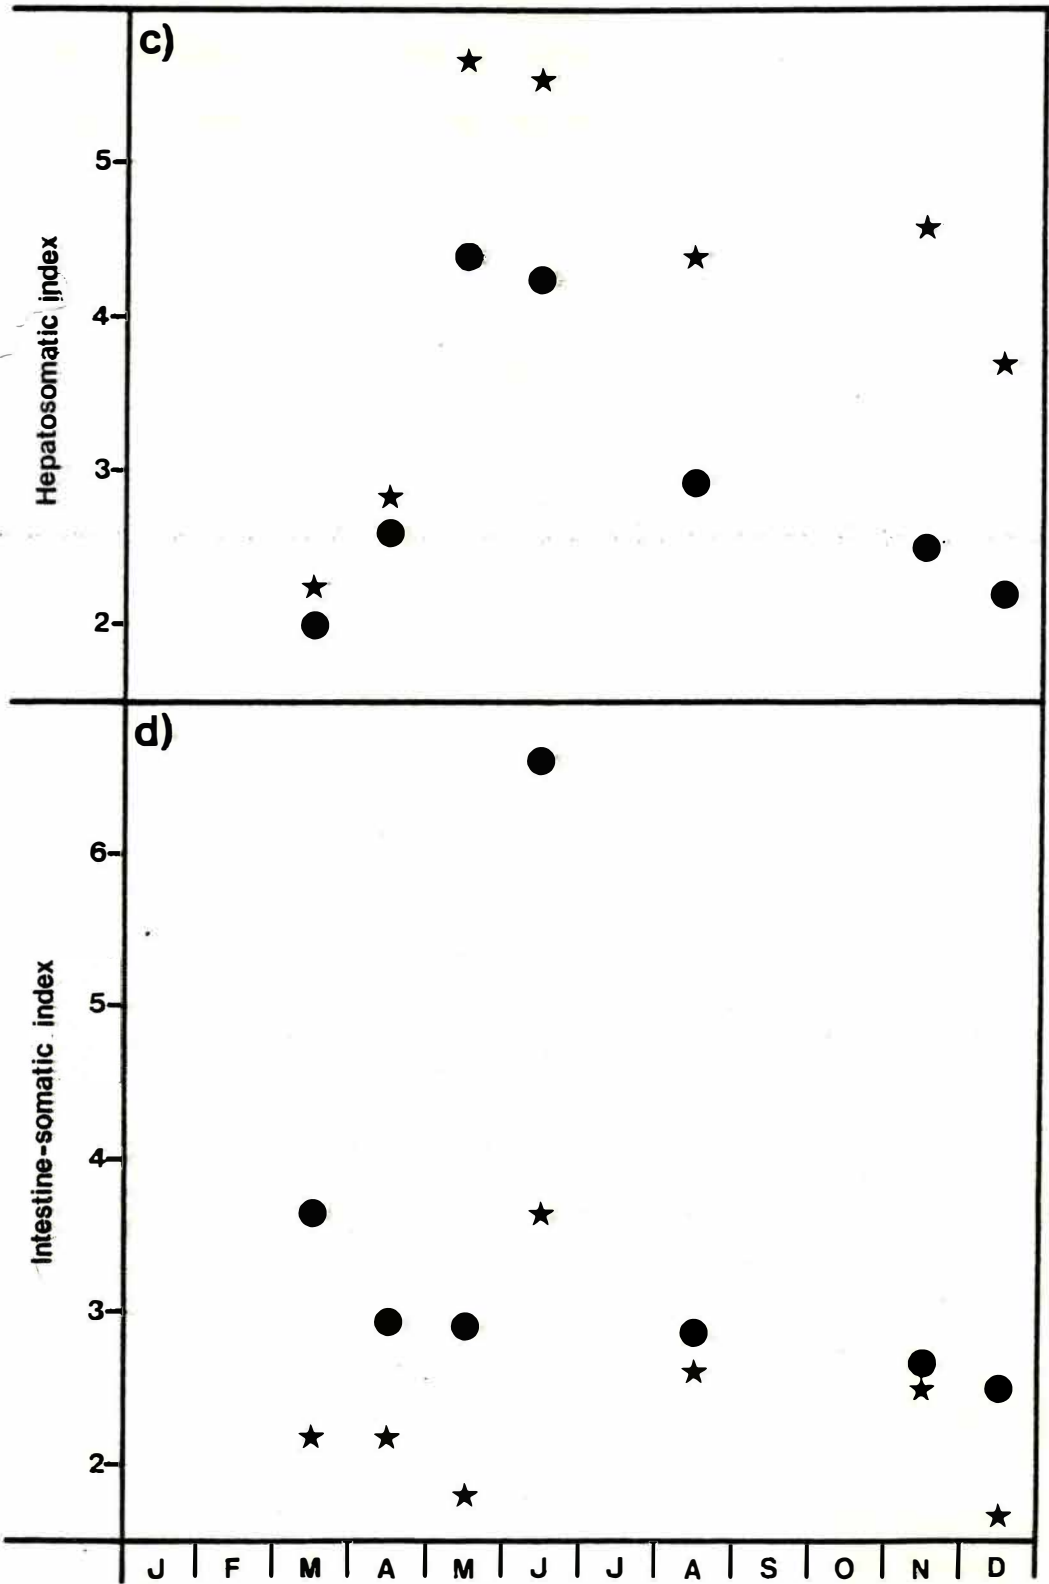 c)
5
4
3
2
Hepatosomatic index
d)
6
5
4
3
2
Intestine-somatic index
J | F | M | A | M | J | J | A | S | O | N | D